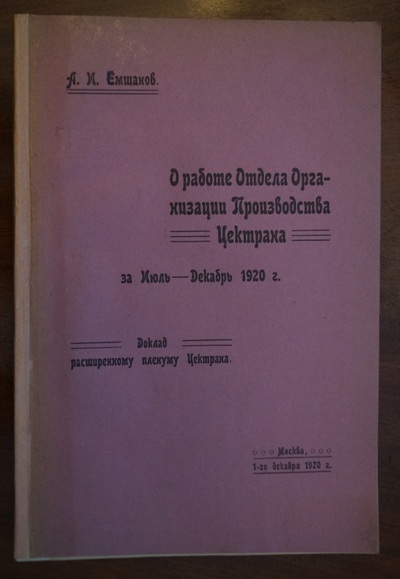 А. И. Емшанов.
О работе Отдела Орга-
низации Производства
Цектрана
за Июль—Декабрь 1920 г.
Доклад
расширенному пленуму Цектрана.
Москва,
1-го декабря 1920 г.